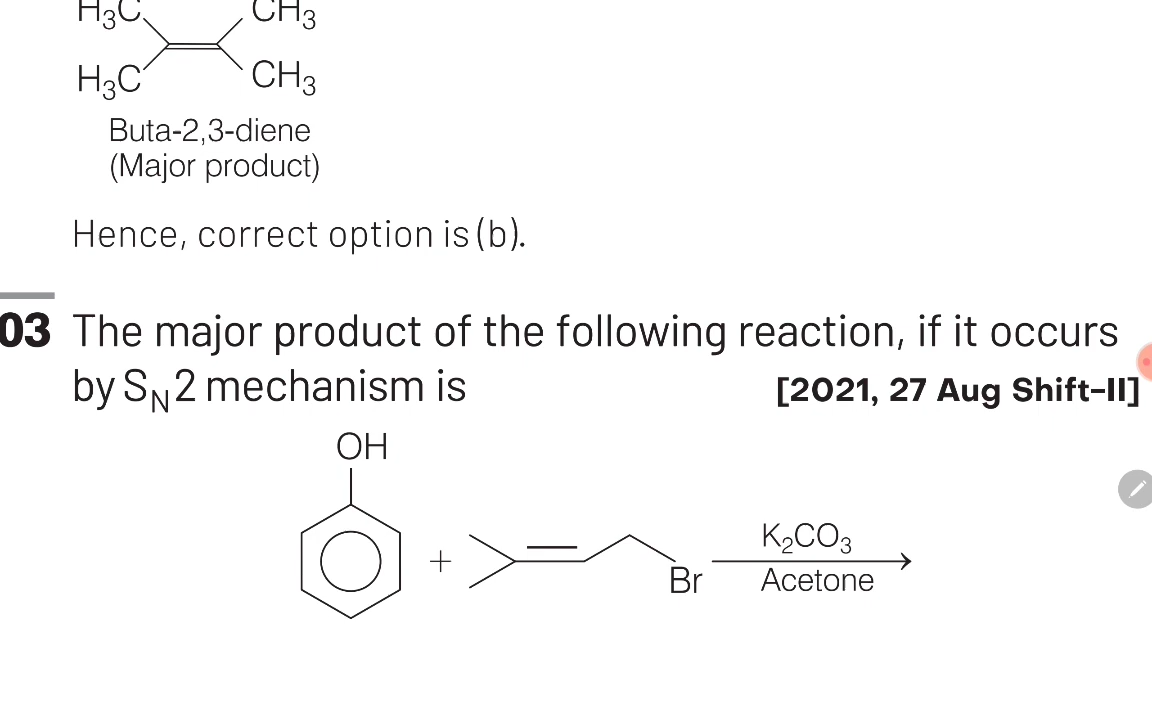 H₃C CH₃
H₃C CH₃
Buta-2,3-diene
(Major product)
Hence, correct option is (b).
03 The major product of the following reaction, if it occurs
by Sₙ2 mechanism is [2021, 27 Aug Shift-II]
OH
+
Br
K₂CO₃
Acetone